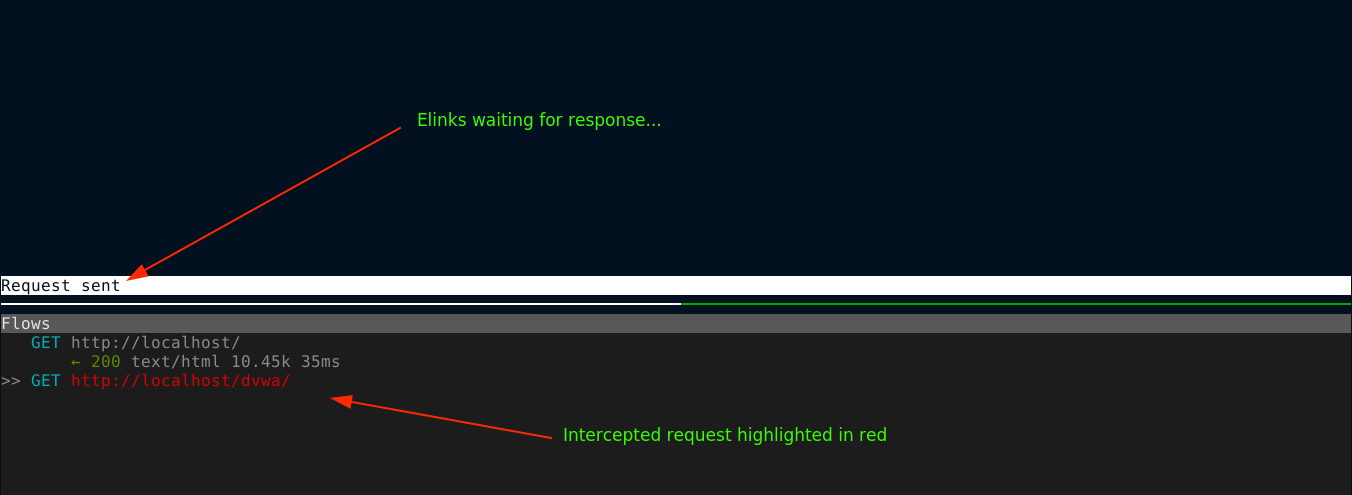 Elinks waiting for response...
Request sent
Flows
GET http://localhost/
← 200 text/html 10.45k 35ms
>> GET http://localhost/dvwa/
Intercepted request highlighted in red